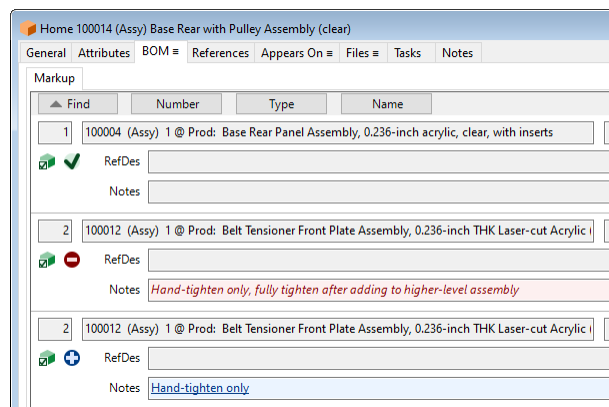 Home 100014 (Assy) Base Rear with Pulley Assembly (clear)
General Attributes BOM ≡ References Appears On ≡ Files ≡ Tasks Notes
Markup
Find Number Type Name
1 100004 (Assy) 1 @ Prod: Base Rear Panel Assembly, 0.236-inch acrylic, clear, with inserts
RefDes
Notes
2 100012 (Assy) 1 @ Prod: Belt Tensioner Front Plate Assembly, 0.236-inch THK Laser-cut Acrylic (
RefDes
Notes Hand-tighten only, fully tighten after adding to higher-level assembly
2 100012 (Assy) 1 @ Prod: Belt Tensioner Front Plate Assembly, 0.236-inch THK Laser-cut Acrylic (
RefDes
Notes Hand-tighten only